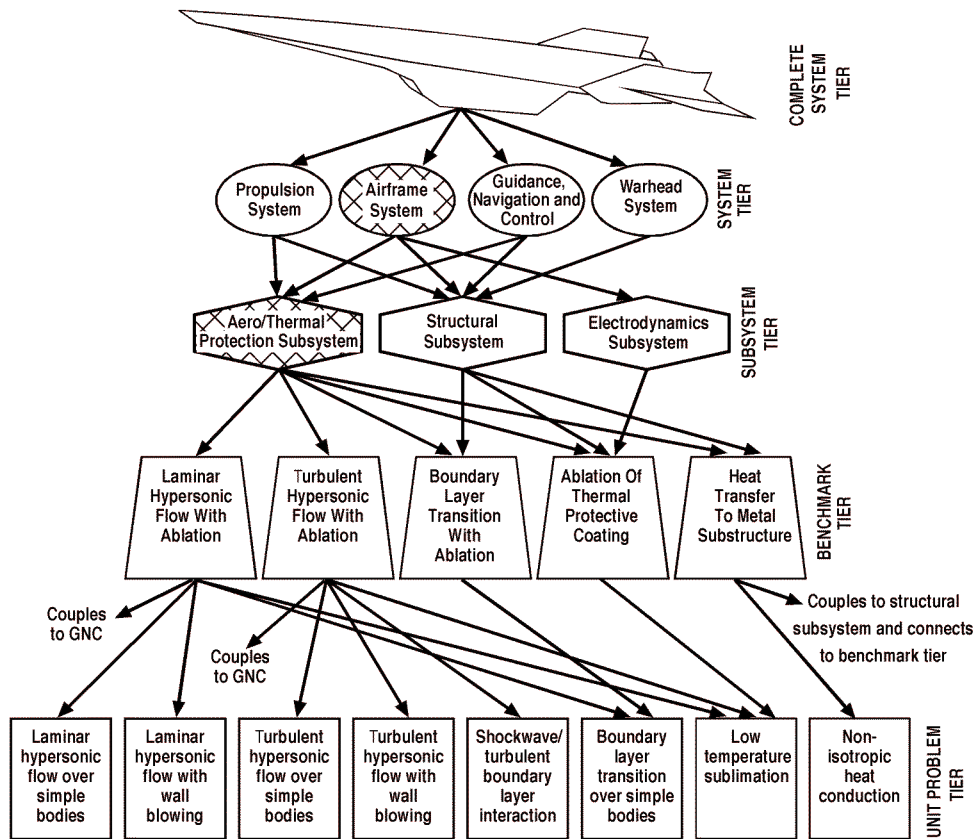 COMPLETE
SYSTEM
TIER
Propulsion
System
Airframe
System
Guidance,
Navigation and
Control
Warhead
System
SYSTEM
TIER
Aero/Thermal
Protection Subsystem
Structural
Subsystem
Electrodynamics
Subsystem
SUBSYSTEM
TIER
Laminar
Hypersonic
Flow With
Ablation
Turbulent
Hypersonic
Flow With
Ablation
Boundary
Layer
Transition
With
Ablation
Ablation Of
Thermal
Protective
Coating
Heat
Transfer
To Metal
Substructure
BENCHMARK
TIER
Couples
to GNC
Couples
to GNC
Couples to structural
subsystem and connects
to benchmark tier
Laminar
hypersonic
flow over
simple
bodies
Laminar
hypersonic
flow with
wall
blowing
Turbulent
hypersonic
flow over
simple
bodies
Turbulent
hypersonic
flow with
wall
blowing
Shockwave/
turbulent
boundary
layer
interaction
Boundary
layer
transition
over simple
bodies
Low
temperature
sublimation
Non-
isotropic
heat
conduction
UNIT PROBLEM
TIER